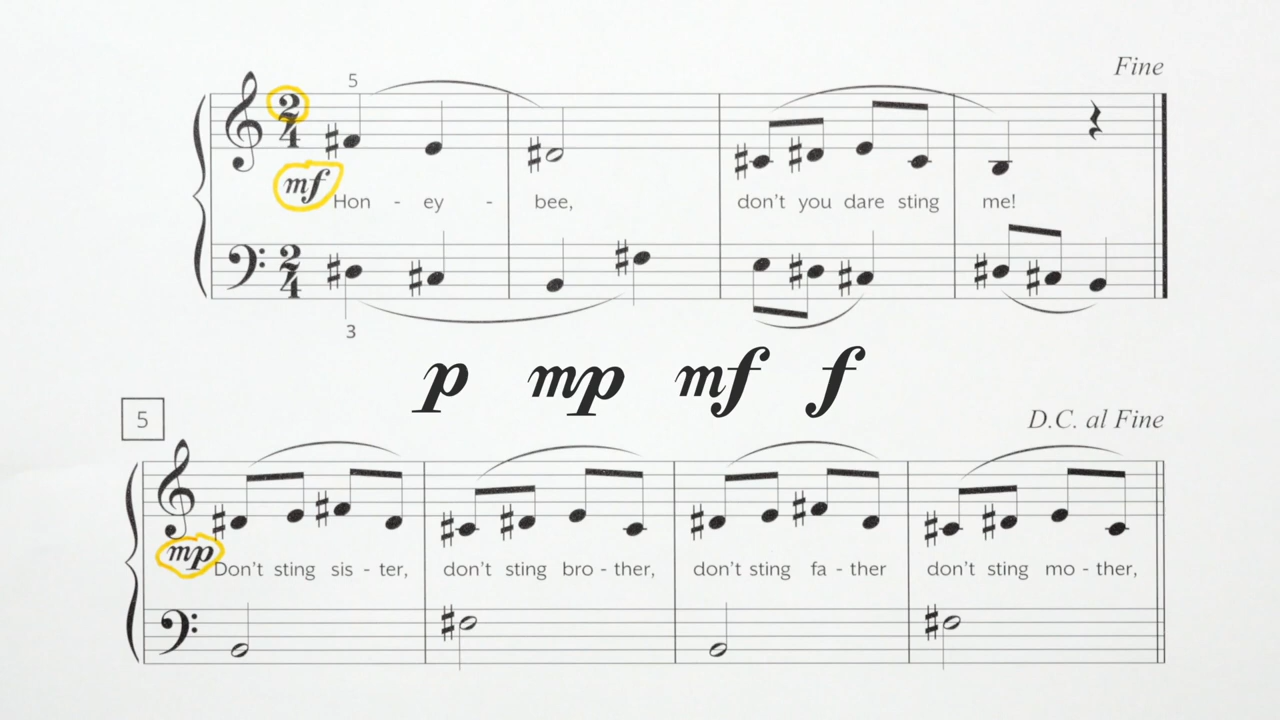 Fine
5
2
4
mf
Hon - ey - bee, don't you dare sting me!
2
4
3
p mp mf f
5
D.C. al Fine
mp
Don't sting sis - ter, don't sting bro - ther, don't sting fa - ther don't sting mo - ther,